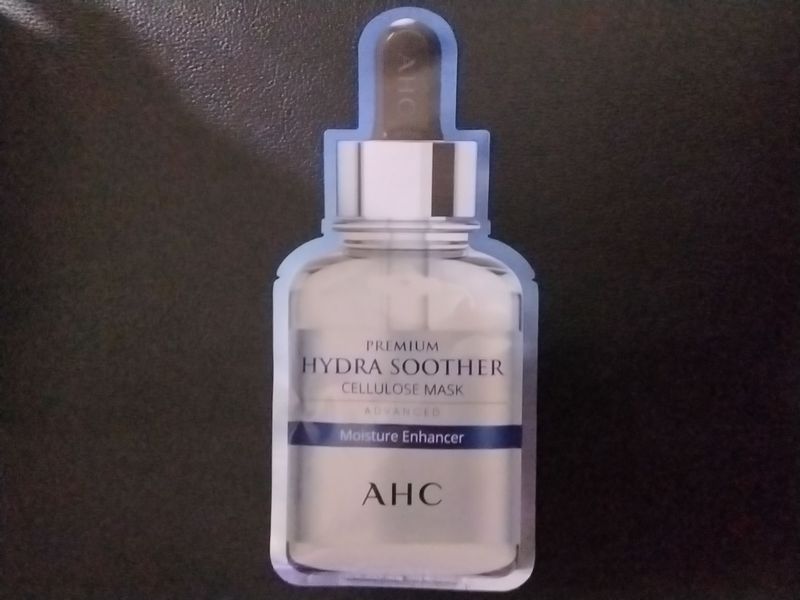 AHC
PREMIUM
HYDRA SOOTHER
CELLULOSE MASK
ADVANCED
Moisture Enhancer
AHC